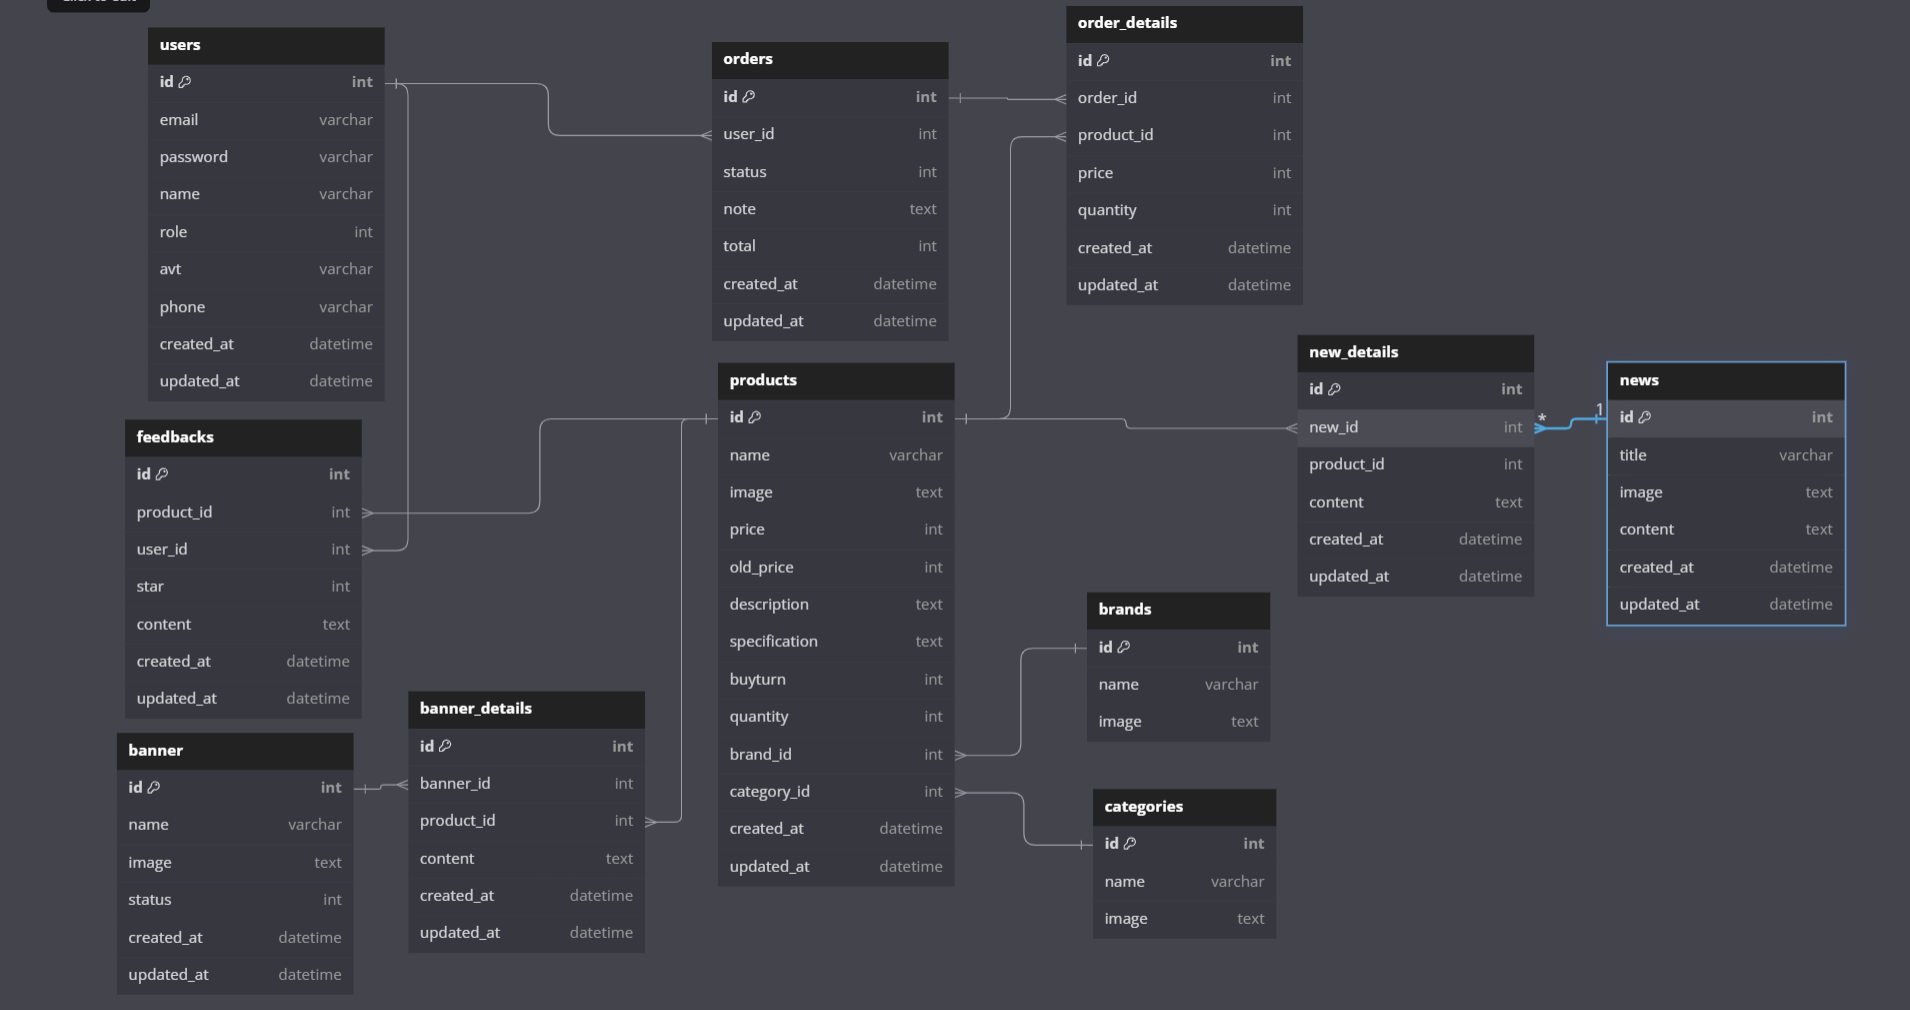 users
id int
email varchar
password varchar
name varchar
role int
avt varchar
phone varchar
created_at datetime
updated_at datetime
orders
id int
user_id int
status int
note text
total int
created_at datetime
updated_at datetime
order_details
id int
order_id int
product_id int
price int
quantity int
created_at datetime
updated_at datetime
feedbacks
id int
product_id int
user_id int
star int
content text
created_at datetime
updated_at datetime
products
id int
name varchar
image text
price int
old_price int
description text
specification text
buyturn int
quantity int
brand_id int
category_id int
created_at datetime
updated_at datetime
new_details
id int
new_id int
product_id int
content text
created_at datetime
updated_at datetime
* 1
news
id int
title varchar
image text
content text
created_at datetime
updated_at datetime
brands
id int
name varchar
image text
banner
id int
name varchar
image text
status int
created_at datetime
updated_at datetime
banner_details
id int
banner_id int
product_id int
content text
created_at datetime
updated_at datetime
categories
id int
name varchar
image text